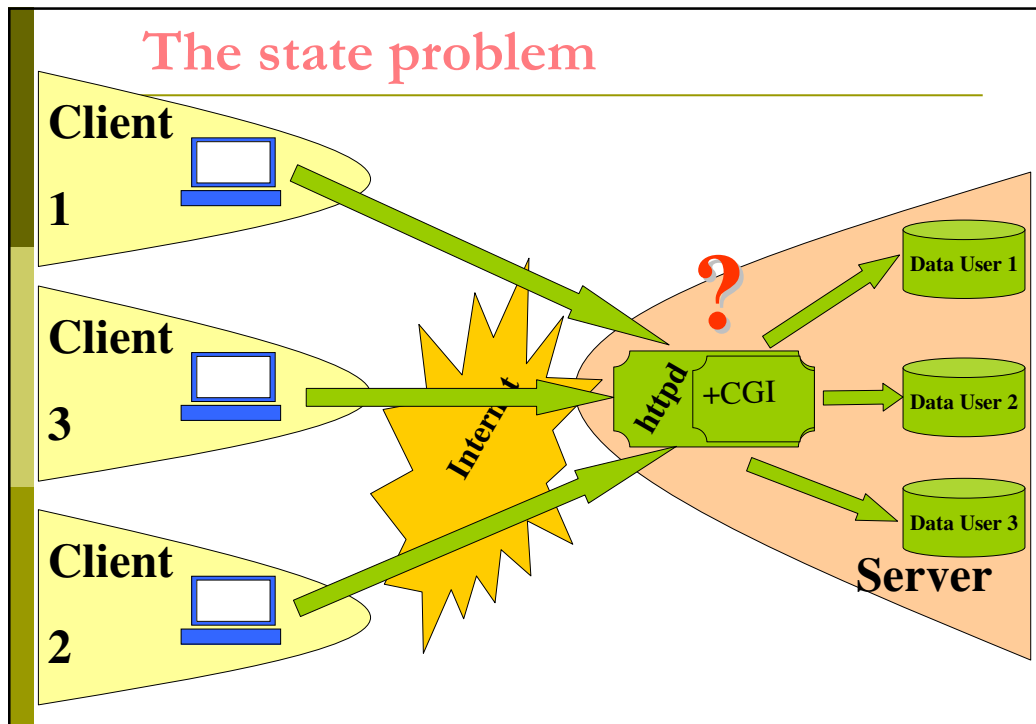 The state problem
Client
1
Client
3
Client
2
Internet
?
httpd
+CGI
Data User 1
Data User 2
Data User 3
Server